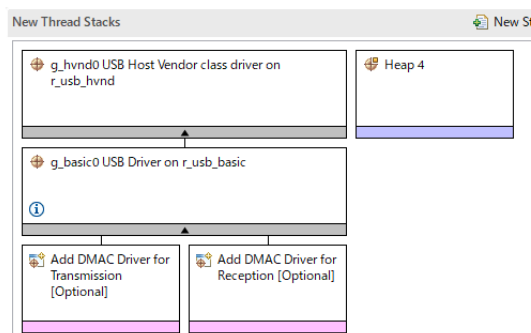 New Thread Stacks
New St
g_hvnd0 USB Host Vendor class driver on
r_usb_hvnd
Heap 4
g_basic0 USB Driver on r_usb_basic
Add DMAC Driver for
Transmission
[Optional]
Add DMAC Driver for
Reception [Optional]